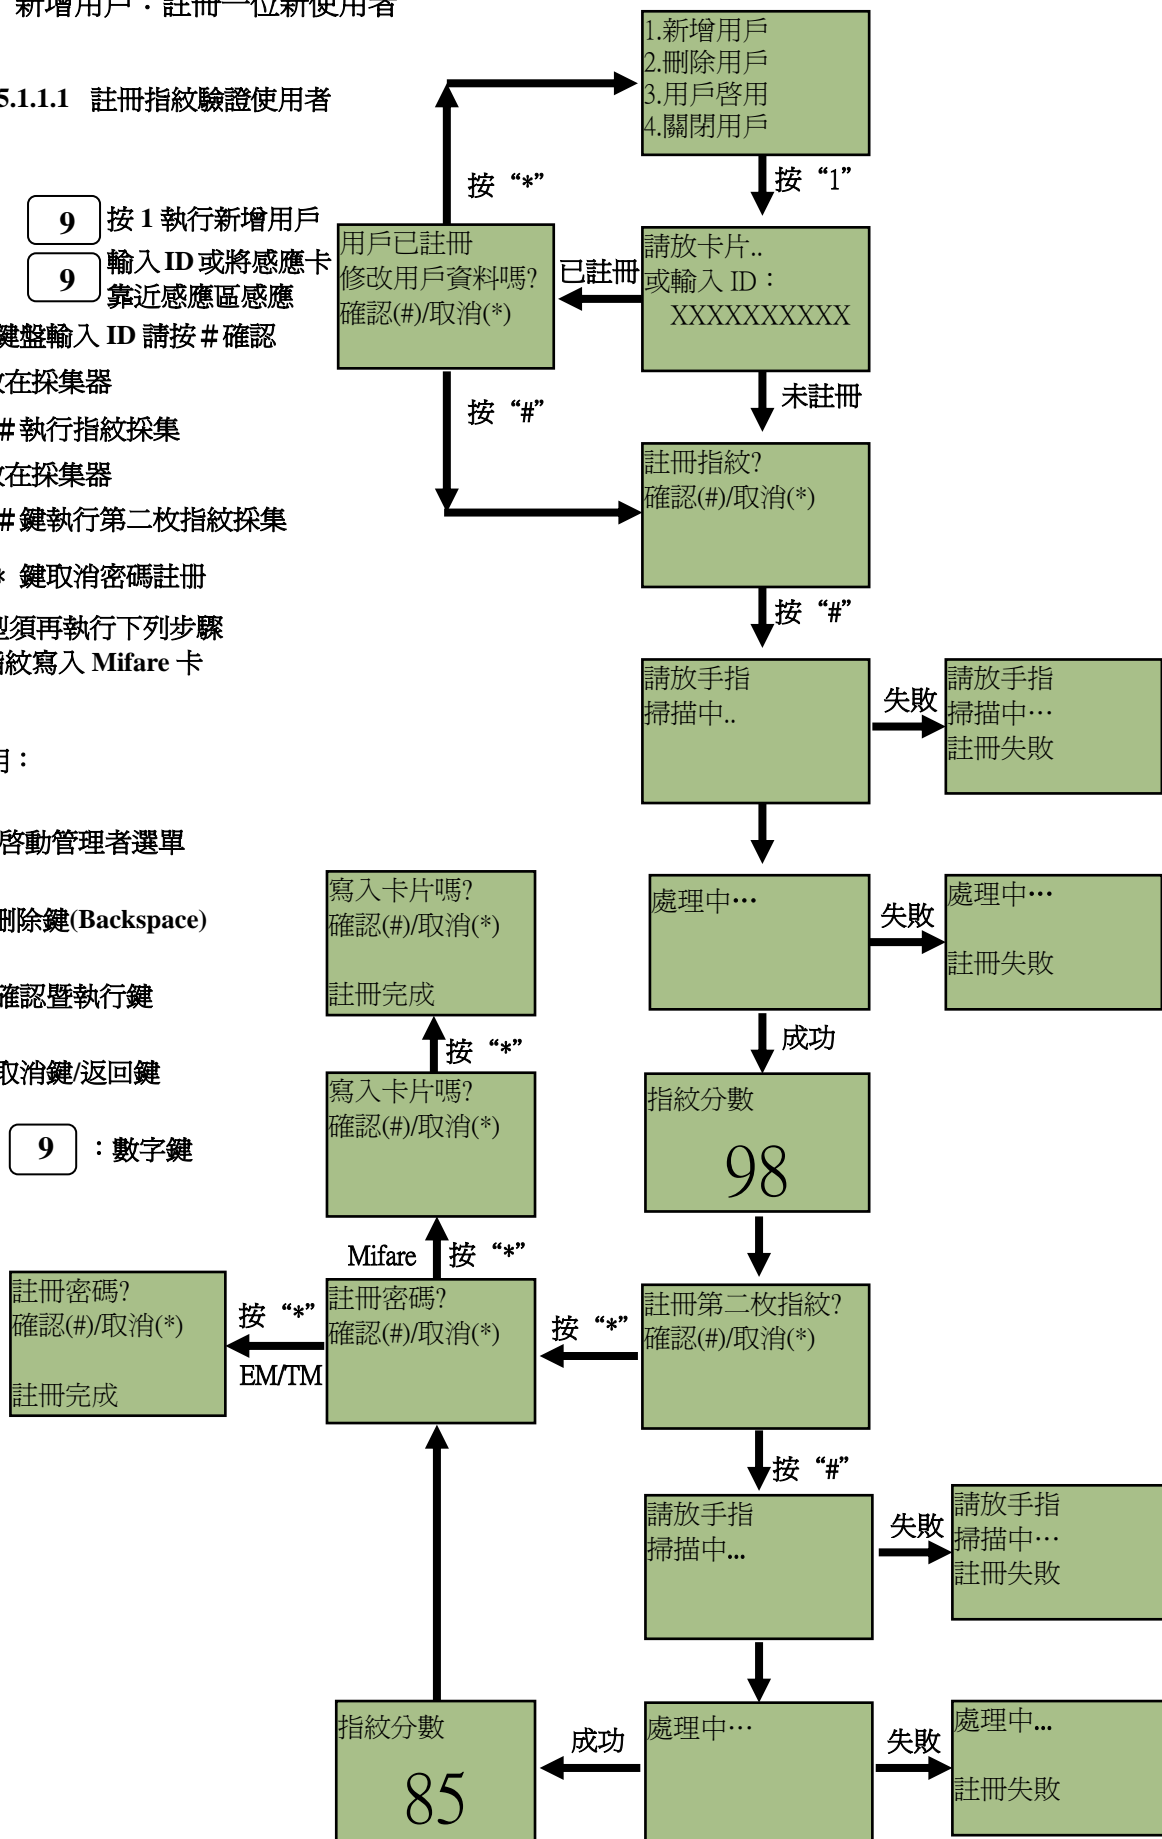 新增用戶：註冊一位新使用者
5.1.1.1 註冊指紋驗證使用者
9 按 1 執行新增用戶
9 輸入 ID 或將感應卡
靠近感應區感應
鍵盤輸入 ID 請按＃確認
在採集器
＃執行指紋採集
在採集器
＃鍵執行第二枚指紋採集
* 鍵取消密碼註冊
須再執行下列步驟
紋寫入 Mifare 卡
：
啓動管理者選單
刪除鍵(Backspace)
確認暨執行鍵
取消鍵/返回鍵
9 ：數字鍵
1.新增用戶
2.刪除用戶
3.用戶啓用
4.關閉用戶
按“*”
按“1”
用戶已註冊
修改用戶資料嗎?
確認(#)/取消(*)
已註冊
請放卡片..
或輸入 ID：
XXXXXXXXXX
按“#”
未註冊
註冊指紋?
確認(#)/取消(*)
按“#”
請放手指
掃描中..
失敗
請放手指
掃描中…
註冊失敗
處理中…
失敗
處理中…
註冊失敗
成功
指紋分數
98
註冊第二枚指紋?
確認(#)/取消(*)
按“*”
註冊密碼?
確認(#)/取消(*)
按“*”
EM/TM
註冊密碼?
確認(#)/取消(*)
註冊完成
Mifare 按“*”
寫入卡片嗎?
確認(#)/取消(*)
按“*”
寫入卡片嗎?
確認(#)/取消(*)
註冊完成
按“#”
請放手指
掃描中...
失敗
請放手指
掃描中…
註冊失敗
處理中…
失敗
處理中...
註冊失敗
成功
指紋分數
85